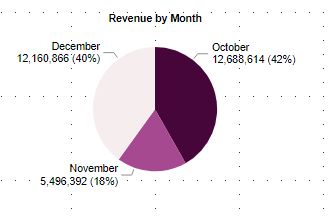 Revenue by Month
December
12,160,866 (40%)
October
12,688,614 (42%)
November
5,496,392 (18%)